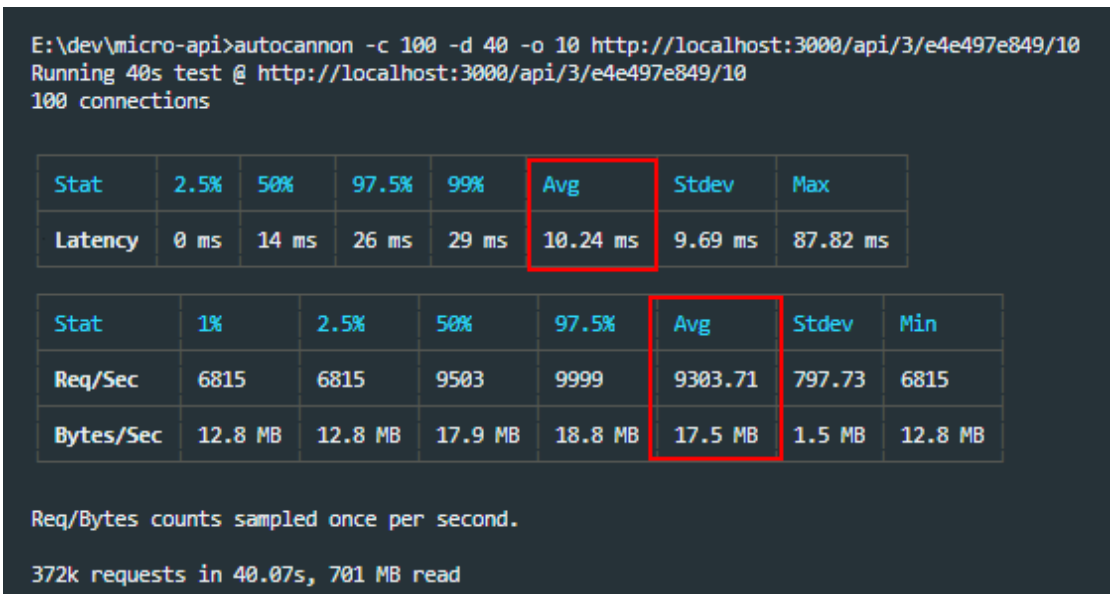 E:\dev\micro-api>autocannon -c 100 -d 40 -o 10 http://localhost:3000/api/3/e4e497e849/10
Running 40s test @ http://localhost:3000/api/3/e4e497e849/10
100 connections
Stat 2.5% 50% 97.5% 99% Avg Stdev Max
Latency 0 ms 14 ms 26 ms 29 ms 10.24 ms 9.69 ms 87.82 ms
Stat 1% 2.5% 50% 97.5% Avg Stdev Min
Req/Sec 6815 6815 9503 9999 9303.71 797.73 6815
Bytes/Sec 12.8 MB 12.8 MB 17.9 MB 18.8 MB 17.5 MB 1.5 MB 12.8 MB
Req/Bytes counts sampled once per second.
372k requests in 40.07s, 701 MB read